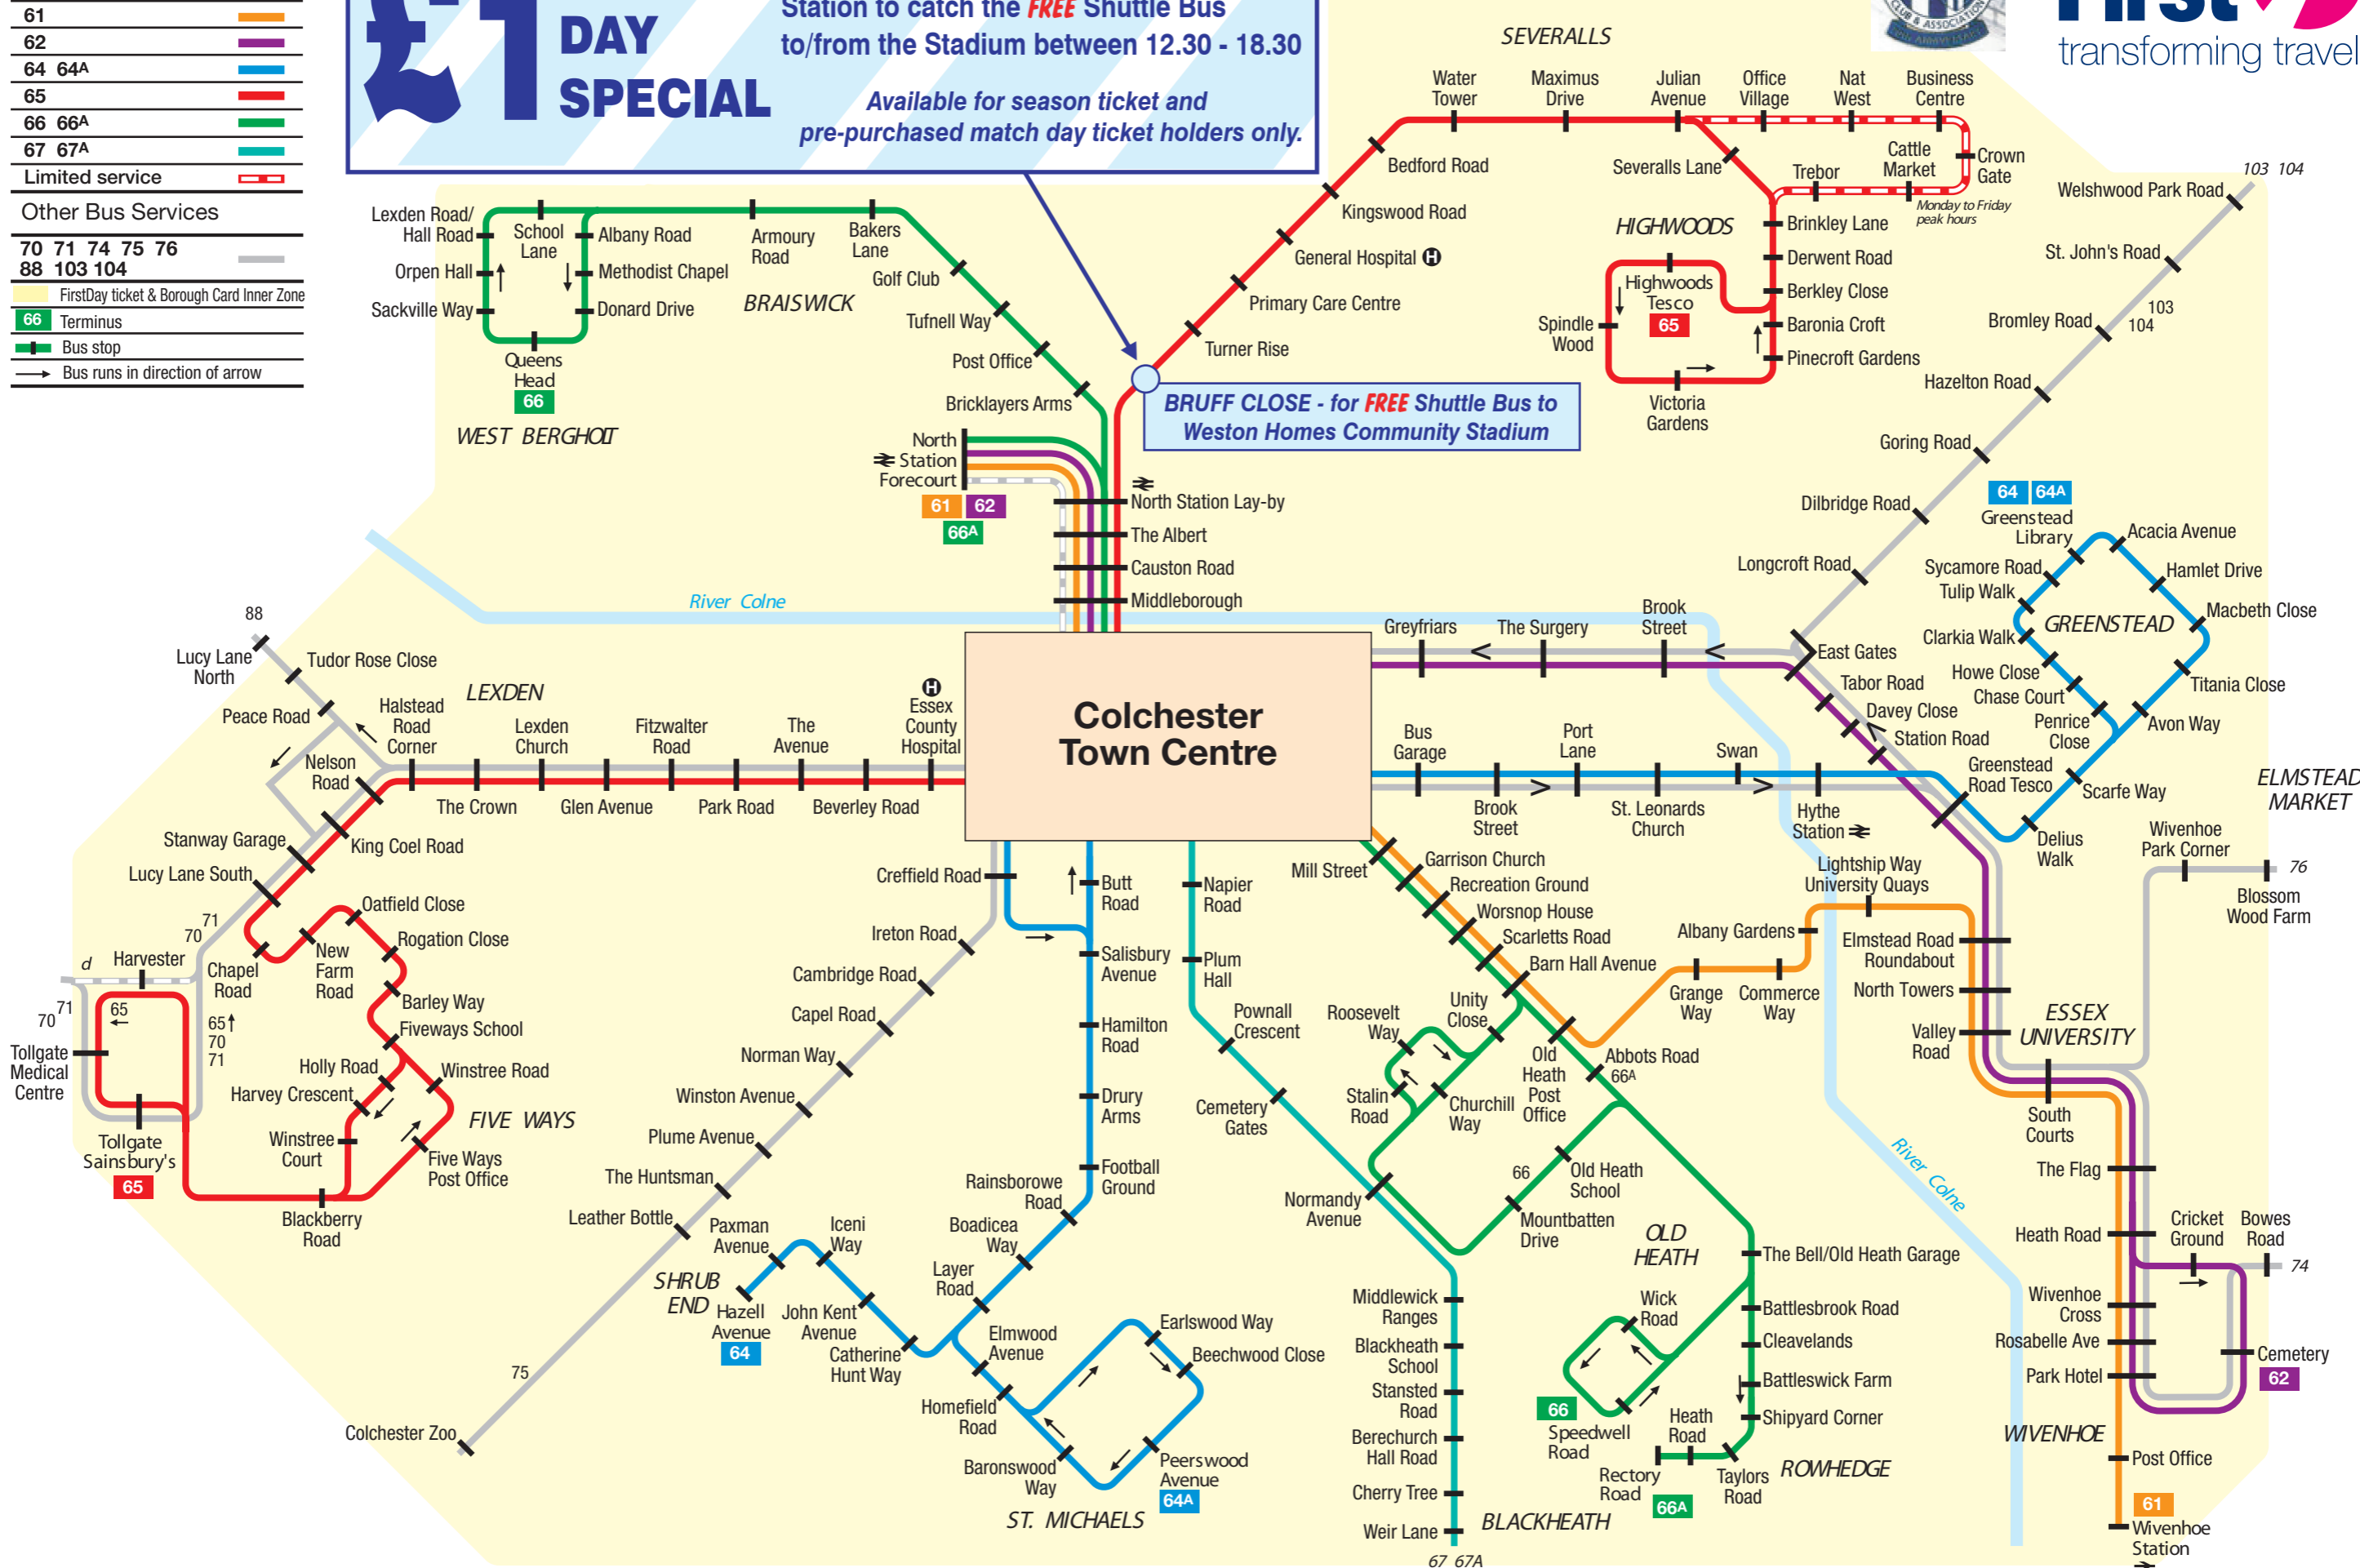 61
62
64 64A
65
66 66A
67 67A
Limited service
Other Bus Services
70 71 74 75 76
88 103 104
FirstDay ticket & Borough Card Inner Zone
66 Terminus
Bus stop
Bus runs in direction of arrow
£1 DAY
SPECIAL
Station to catch the FREE Shuttle Bus
to/from the Stadium between 12.30 - 18.30
Available for season ticket and
pre-purchased match day ticket holders only.
CLUB & ASSOCIATION
First
transforming travel
SEVERALLS
Water
Tower
Maximus
Drive
Julian
Avenue
Office
Village
Nat
West
Business
Centre
Bedford Road
Kingswood Road
General Hospital H
Primary Care Centre
Turner Rise
Severalls Lane
Trebor
Cattle
Market
Crown
Gate
Monday to Friday
peak hours
HIGHWOODS
Brinkley Lane
Derwent Road
Berkley Close
Baronia Croft
Pinecroft Gardens
Highwoods
Tesco
65
Spindle
Wood
Victoria
Gardens
103 104
Welshwood Park Road
St. John's Road
103
104
Bromley Road
Hazelton Road
Goring Road
Dilbridge Road
Longcroft Road
Lexden Road/
Hall Road
School
Lane
Albany Road
Armoury
Road
Bakers
Lane
Orpen Hall
Methodist Chapel
Sackville Way
Donard Drive
BRAISWICK
Golf Club
Tufnell Way
Post Office
Bricklayers Arms
Queens
Head
66
WEST BERGHOLT
BRUFF CLOSE - for FREE Shuttle Bus to
Weston Homes Community Stadium
North
Station
Forecourt
61 62
66A
North Station Lay-by
The Albert
Causton Road
Middleborough
River Colne
64 64A
Greenstead
Library
Acacia Avenue
Sycamore Road
Hamlet Drive
Tulip Walk
Macbeth Close
GREENSTEAD
Clarkia Walk
Howe Close
Titania Close
Chase Court
Penrice
Close
Avon Way
Scarfe Way
Delius
Walk
Greyfriars
The Surgery
Brook
Street
East Gates
Tabor Road
Davey Close
Station Road
Greenstead
Road Tesco
Colchester
Town Centre
Bus
Garage
Port
Lane
Swan
Brook
Street
St. Leonards
Church
Hythe
Station
ELMSTEAD
MARKET
Wivenhoe
Park Corner
76
Blossom
Wood Farm
88
Lucy Lane
North
Tudor Rose Close
Peace Road
LEXDEN
Halstead
Road
Corner
Lexden
Church
Fitzwalter
Road
The
Avenue
H
Essex
County
Hospital
Nelson
Road
The Crown
Glen Avenue
Park Road
Beverley Road
Stanway Garage
King Coel Road
Lucy Lane South
71
70
d
Harvester
Chapel
Road
New
Farm
Road
Oatfield Close
Rogation Close
Barley Way
Fiveways School
Holly Road
Winstree Road
Harvey Crescent
FIVE WAYS
Winstree
Court
Five Ways
Post Office
Blackberry
Road
70 71
65
65
70
71
Tollgate
Medical
Centre
Tollgate
Sainsbury's
65
Creffield Road
Ireton Road
Cambridge Road
Capel Road
Norman Way
Winston Avenue
Plume Avenue
The Huntsman
Leather Bottle
75
Colchester Zoo
Butt
Road
Salisbury
Avenue
Hamilton
Road
Drury
Arms
Football
Ground
Rainsborowe
Road
Boadicea
Way
Layer
Road
Paxman
Avenue
Iceni
Way
SHRUB
END
Hazell
Avenue
64
John Kent
Avenue
Catherine
Hunt Way
Elmwood
Avenue
Homefield
Road
Earlswood Way
Beechwood Close
Baronswood
Way
Peerswood
Avenue
64A
ST. MICHAELS
Napier
Road
Plum
Hall
Pownall
Crescent
Cemetery
Gates
Normandy
Avenue
Middlewick
Ranges
Blackheath
School
Stansted
Road
Berechurch
Hall Road
Cherry Tree
Weir Lane
67 67A
BLACKHEATH
Mill Street
Garrison Church
Recreation Ground
Worsnop House
Scarletts Road
Barn Hall Avenue
Unity
Close
Roosevelt
Way
Stalin
Road
Churchill
Way
Old
Heath
Post
Office
Abbots Road
66A
66
Old Heath
School
Mountbatten
Drive
OLD
HEATH
The Bell/Old Heath Garage
Battlesbrook Road
Cleavelands
Battleswick Farm
Shipyard Corner
Wick
Road
66
Speedwell
Road
Heath
Road
Rectory
Road
66A
Taylors
Road
ROWHEDGE
Lightship Way
University Quays
Albany Gardens
Grange
Way
Commerce
Way
Elmstead Road
Roundabout
North Towers
Valley
Road
ESSEX
UNIVERSITY
South
Courts
River Colne
The Flag
Heath Road
Cricket
Ground
Bowes
Road
74
Wivenhoe
Cross
Rosabelle Ave
Park Hotel
Cemetery
62
WIVENHOE
Post Office
61
Wivenhoe
Station